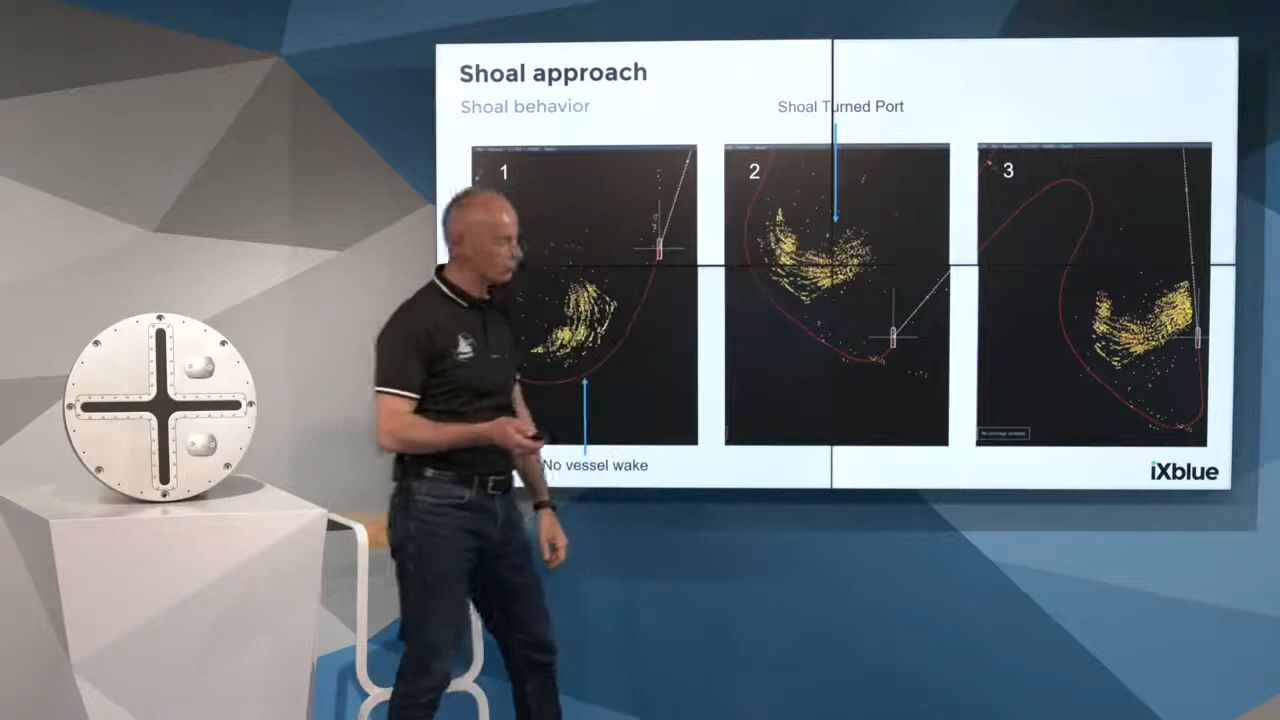 Shoal approach
Shoal behavior
Shoal Turned Port
1
2
3
No vessel wake
iXblue